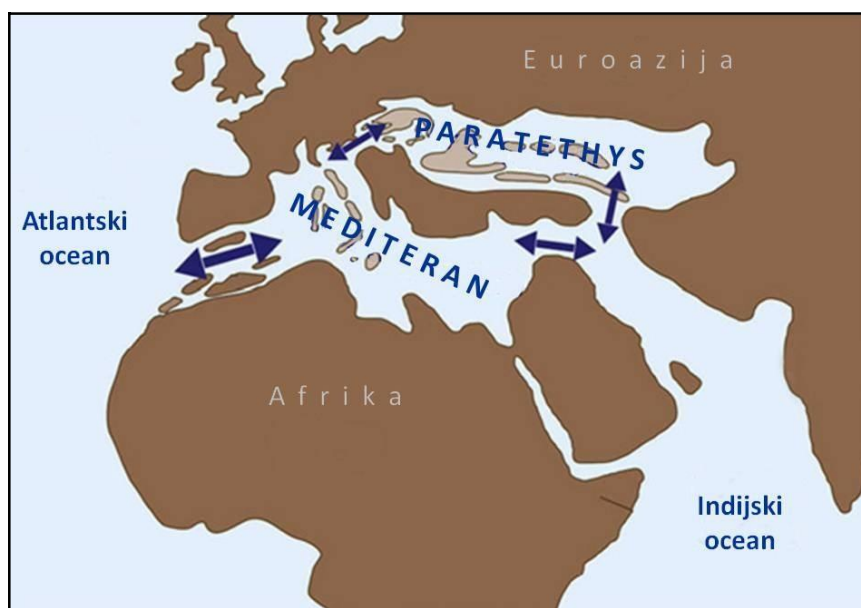 Euroazija
PARATETHYS
Atlantski
ocean
MEDITERAN
Afrika
Indijski
ocean